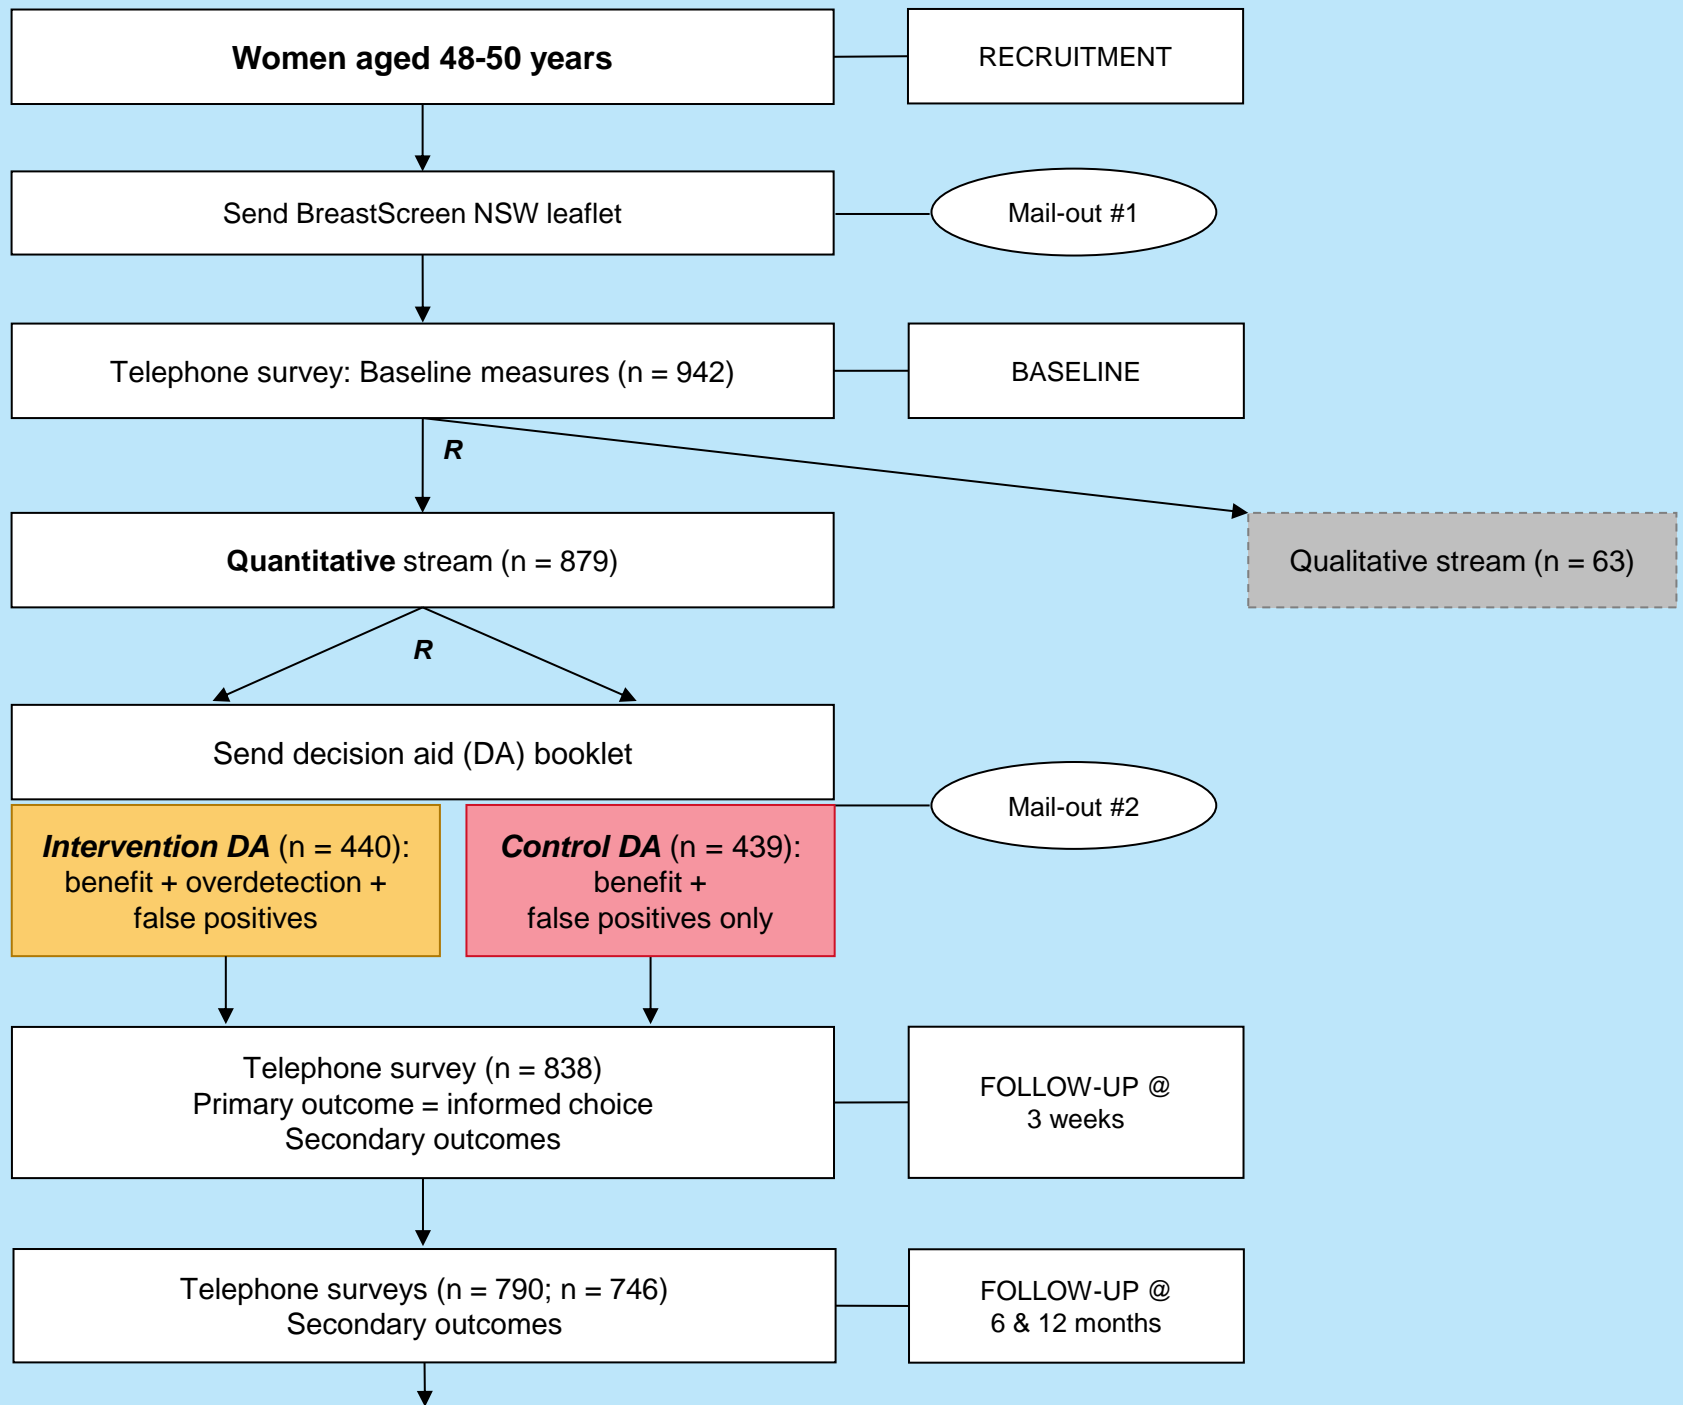 Women aged 48-50 years
RECRUITMENT
Send BreastScreen NSW leaflet
Mail-out #1
Telephone survey: Baseline measures (n = 942)
BASELINE
R
Quantitative stream (n = 879)
Qualitative stream (n = 63)
R
Send decision aid (DA) booklet
Mail-out #2
Intervention DA (n = 440):
benefit + overdetection +
false positives
Control DA (n = 439):
benefit +
false positives only
Telephone survey (n = 838)
Primary outcome = informed choice
Secondary outcomes
FOLLOW-UP @
3 weeks
Telephone surveys (n = 790; n = 746)
Secondary outcomes
FOLLOW-UP @
6 & 12 months